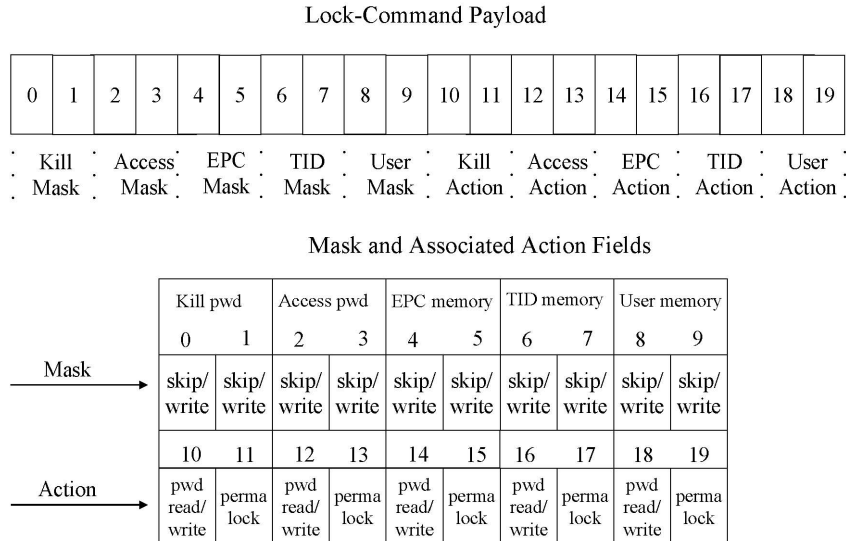 Lock-Command Payload
0 1 2 3 4 5 6 7 8 9 10 11 12 13 14 15 16 17 18 19
Kill Access EPC TID User Kill Access EPC TID User
Mask Mask Mask Mask Mask Action Action Action Action Action
Mask and Associated Action Fields
Kill pwd Access pwd EPC memory TID memory User memory
0 1 2 3 4 5 6 7 8 9
Mask
skip/ skip/ skip/ skip/ skip/ skip/ skip/ skip/ skip/ skip/
write write write write write write write write write write
10 11 12 13 14 15 16 17 18 19
Action
pwd perma pwd perma pwd perma pwd perma pwd perma
read/ lock read/ lock read/ lock read/ lock read/ lock
write write write write write